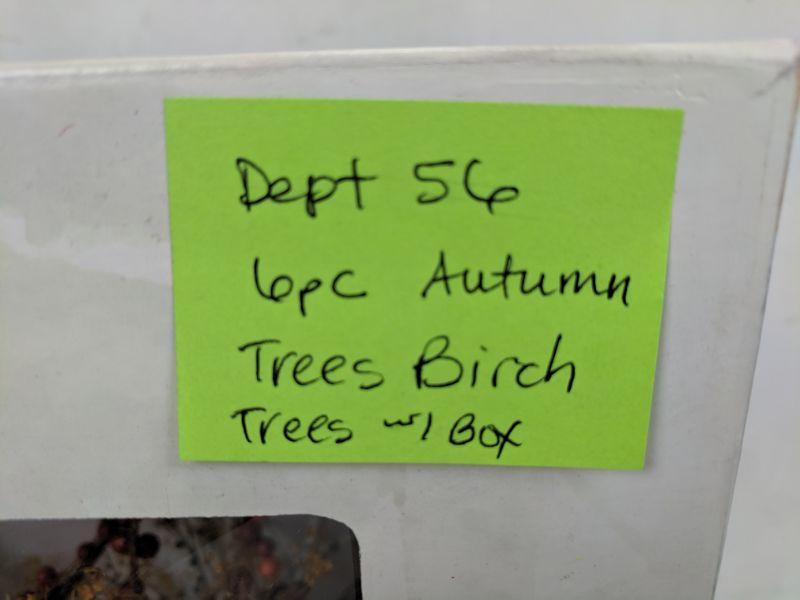 Dept 56
6pc Autumn
Trees Birch
Trees w/ Box